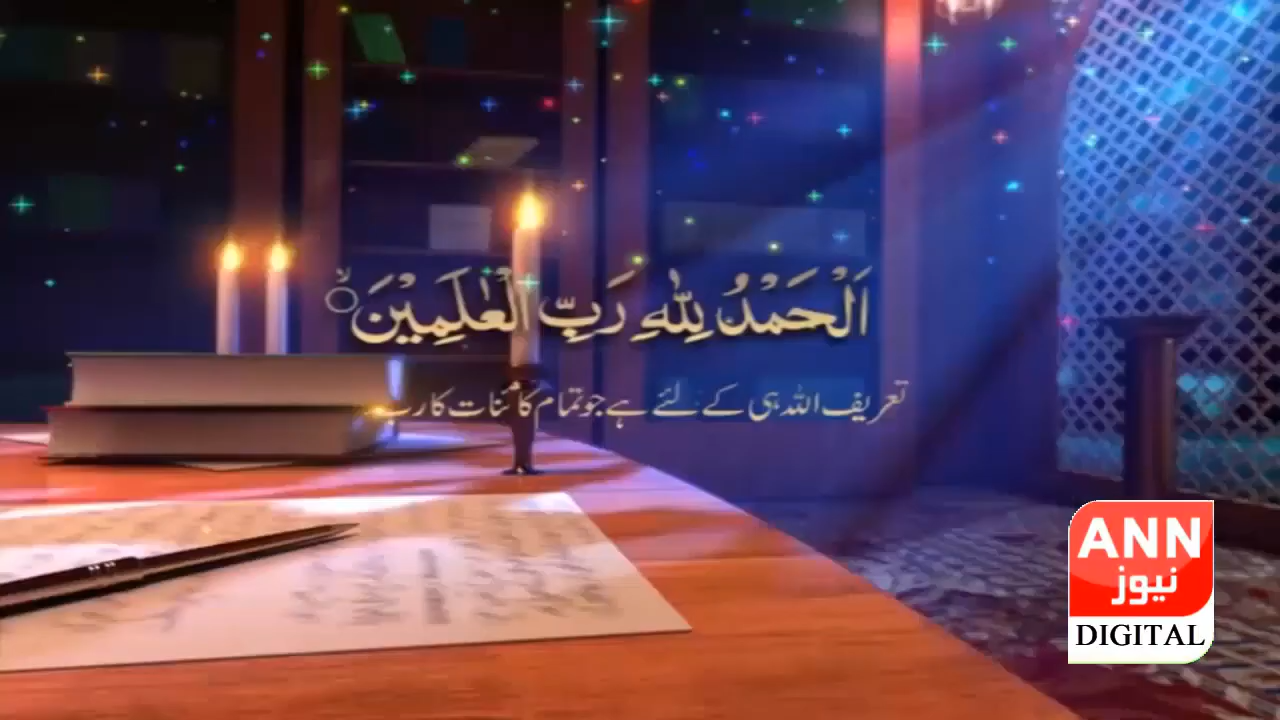 اَلْحَمْدُ لِلّٰهِ رَبِّ الْعٰلَمِيْنَ ۙ
تعریف اللہ ہی کے لئے ہے جو تمام کائنات کا رب
ANN
نیوز
DIGITAL